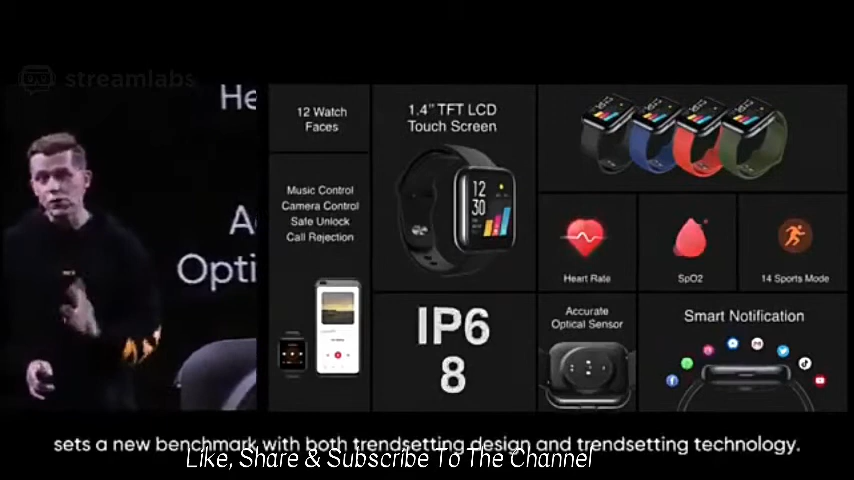 streamlabs
He
A
Opti
12 Watch
Faces
Music Control
Camera Control
Safe Unlock
Call Rejection
1.4" TFT LCD
Touch Screen
12
30
IP6
8
Heart Rate
SpO2
14 Sports Mode
Accurate
Optical Sensor
Smart Notification
sets a new benchmark with both trendsetting design and trendsetting technology.
Like, Share & Subscribe To The Channel